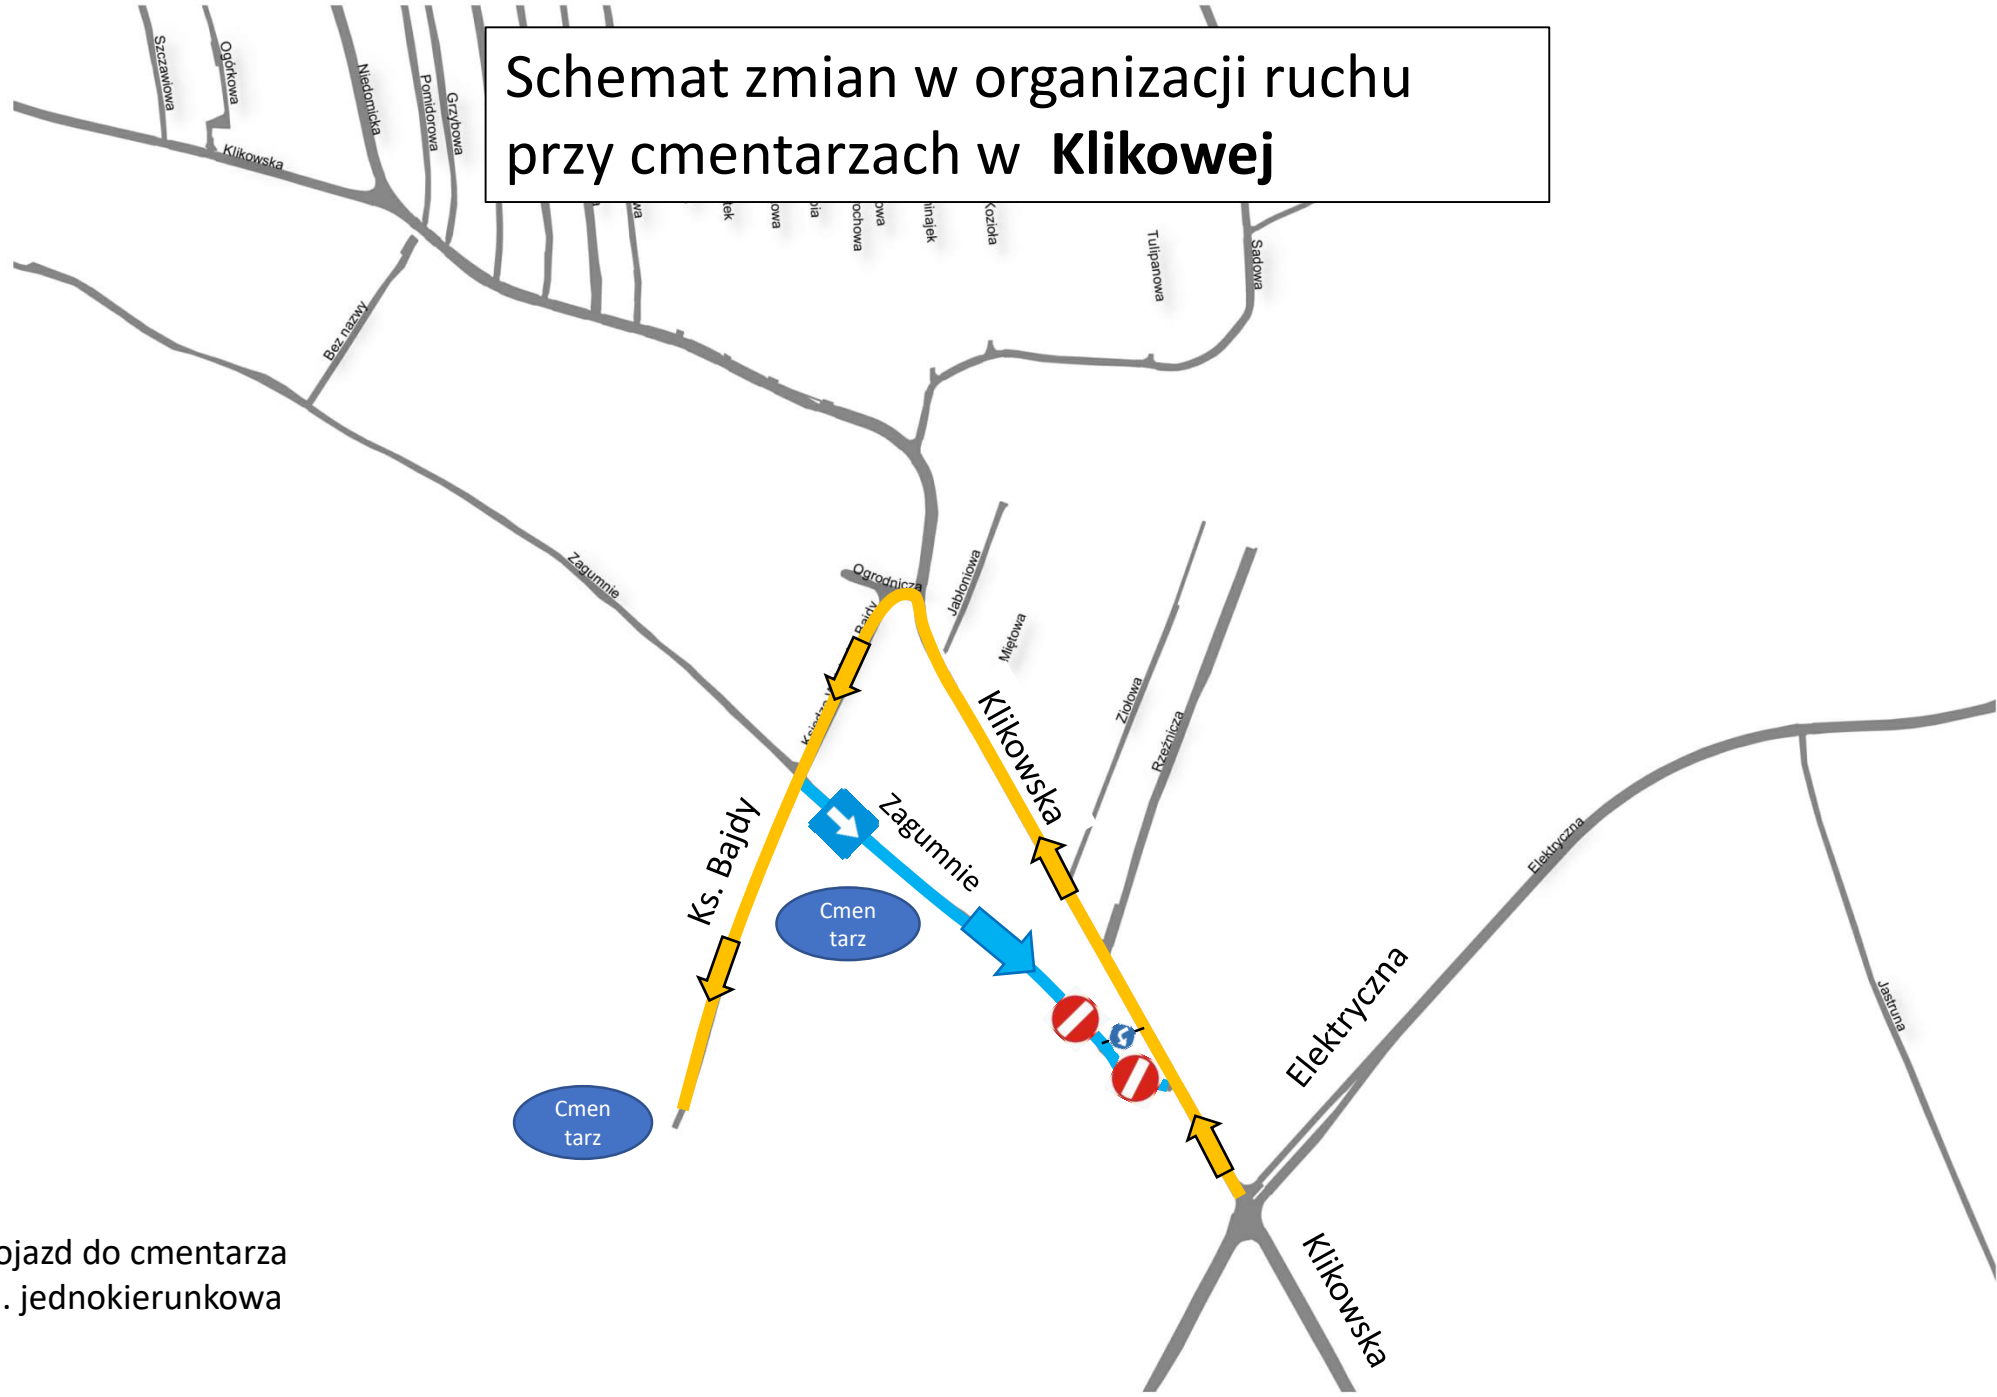 Schemat zmian w organizacji ruchu
przy cmentarzach w Klikowej
Szczawiowa
Ogórkowa
Niedomicka
Pomidorowa
Grzybowa
Klikowska
Kozioła
Tulipanowa
Sadowa
Bez nazwy
Zagumnie
Ogrodnicza
Bajdy
Jabłoniowa
Miętowa
Ziołowa
Rzeźnicza
Klikowska
Zagumnie
Ks. Bajdy
Cmen
tarz
Elektryczna
Elektryczna
Jastruna
Cmen
tarz
Klikowska
ojazd do cmentarza
. jednokierunkowa